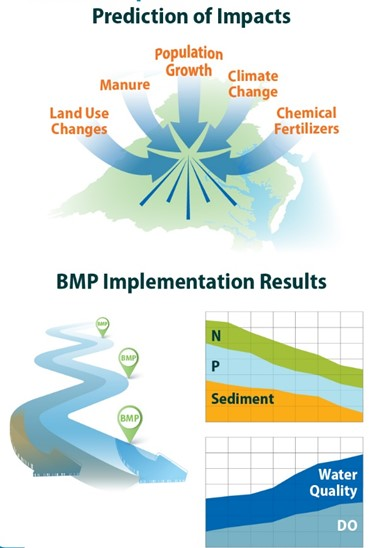 Prediction of Impacts
Population
Growth
Manure
Climate
Change
Land Use
Changes
Chemical
Fertilizers
BMP Implementation Results
BMP
BMP
BMP
N
P
Sediment
Water
Quality
DO